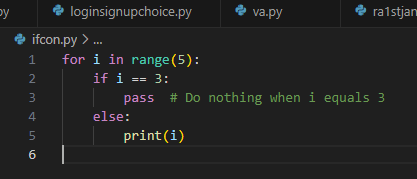 py loginsignupchoice.py va.py ra1stjan
ifcon.py > ...
1 for i in range(5):
2     if i == 3:
3         pass  # Do nothing when i equals 3
4     else:
5         print(i)
6